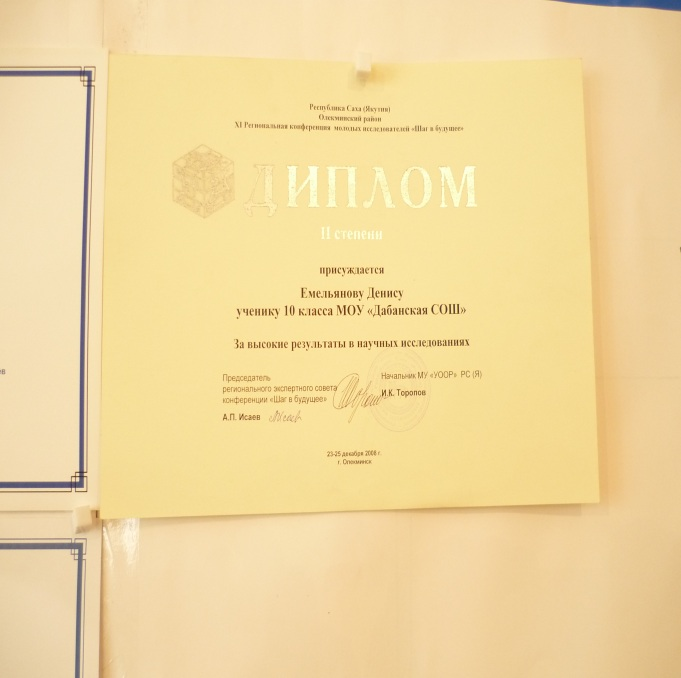 Республика Саха (Якутия)
Олекминский район
XI Региональная конференция молодых исследователей «Шаг в будущее»
ДИПЛОМ
II степени
присуждается
Емельянову Денису
ученику 10 класса МОУ «Дабанская СОШ»
За высокие результаты в научных исследованиях
Председатель
регионального экспертного совета
конференции «Шаг в будущее»
А.П. Исаев
Начальник МУ «УООР» РС (Я)
И.К. Торопов
23-25 декабря 2006 г.
г. Олекминск